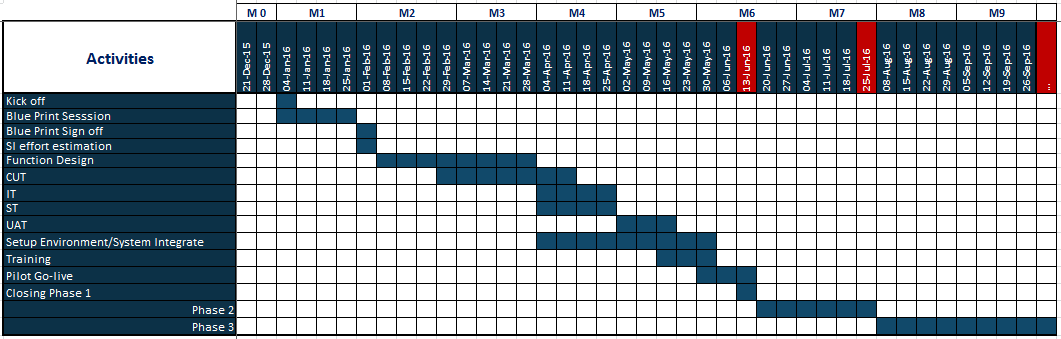 M 0 M1 M2 M3 M4 M5 M6 M7 M8 M9
Activities
21-Dec-15
28-Dec-15
04-Jan-16
11-Jan-16
18-Jan-16
25-Jan-16
01-Feb-16
08-Feb-16
15-Feb-16
22-Feb-16
29-Feb-16
07-Mar-16
14-Mar-16
21-Mar-16
28-Mar-16
04-Apr-16
11-Apr-16
18-Apr-16
25-Apr-16
02-May-16
09-May-16
16-May-16
23-May-16
30-May-16
06-Jun-16
13-Jun-16
20-Jun-16
27-Jun-16
04-Jul-16
11-Jul-16
18-Jul-16
25-Jul-16
08-Aug-16
15-Aug-16
22-Aug-16
29-Aug-16
05-Sep-16
12-Sep-16
19-Sep-16
26-Sep-16
..
Kick off
Blue Print Sesssion
Blue Print Sign off
SI effort estimation
Function Design
CUT
IT
ST
UAT
Setup Environment/System Integrate
Training
Pilot Go-live
Closing Phase 1
Phase 2
Phase 3